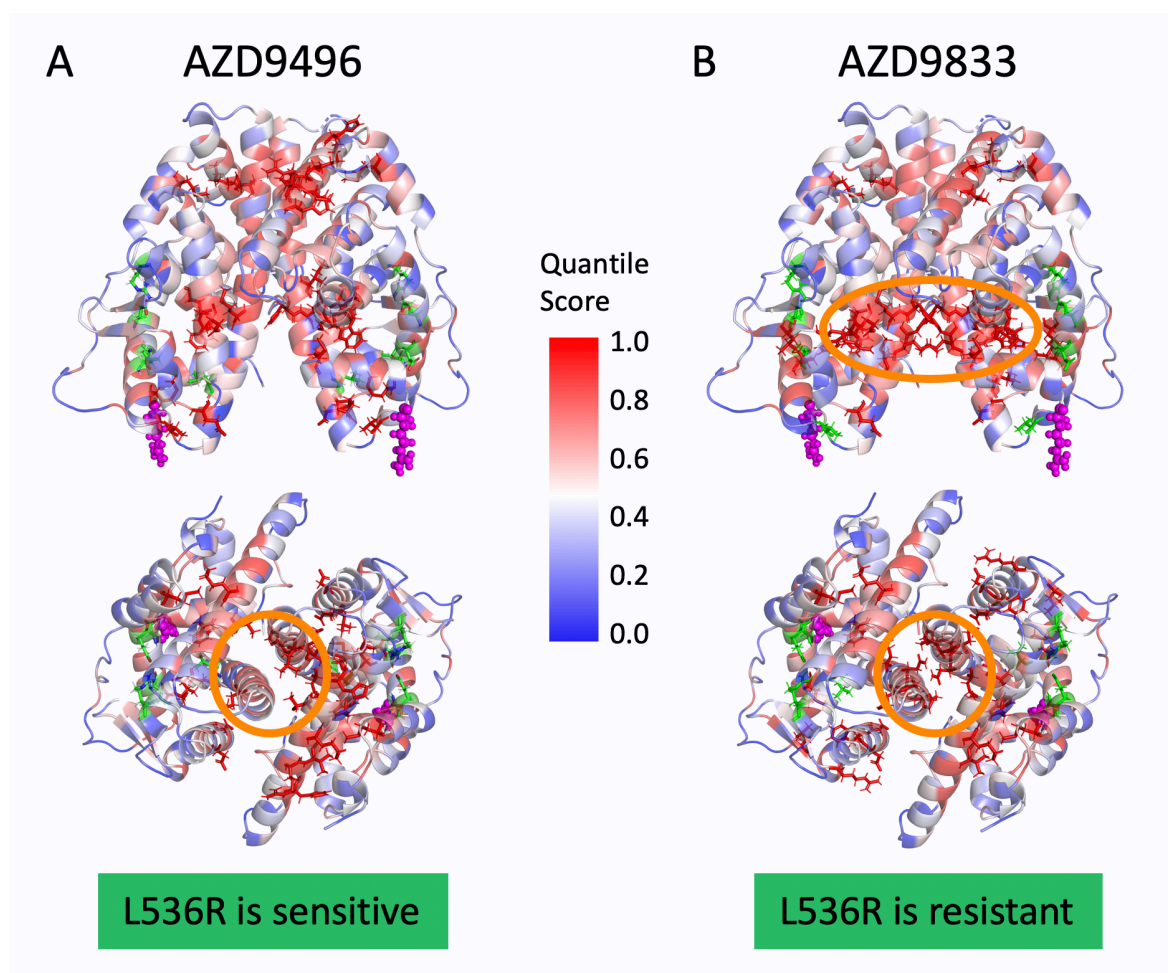 A
AZD9496
B
AZD9833
Quantile
Score
1.0
0.8
0.6
0.4
0.2
0.0
L536R is sensitive
L536R is resistant